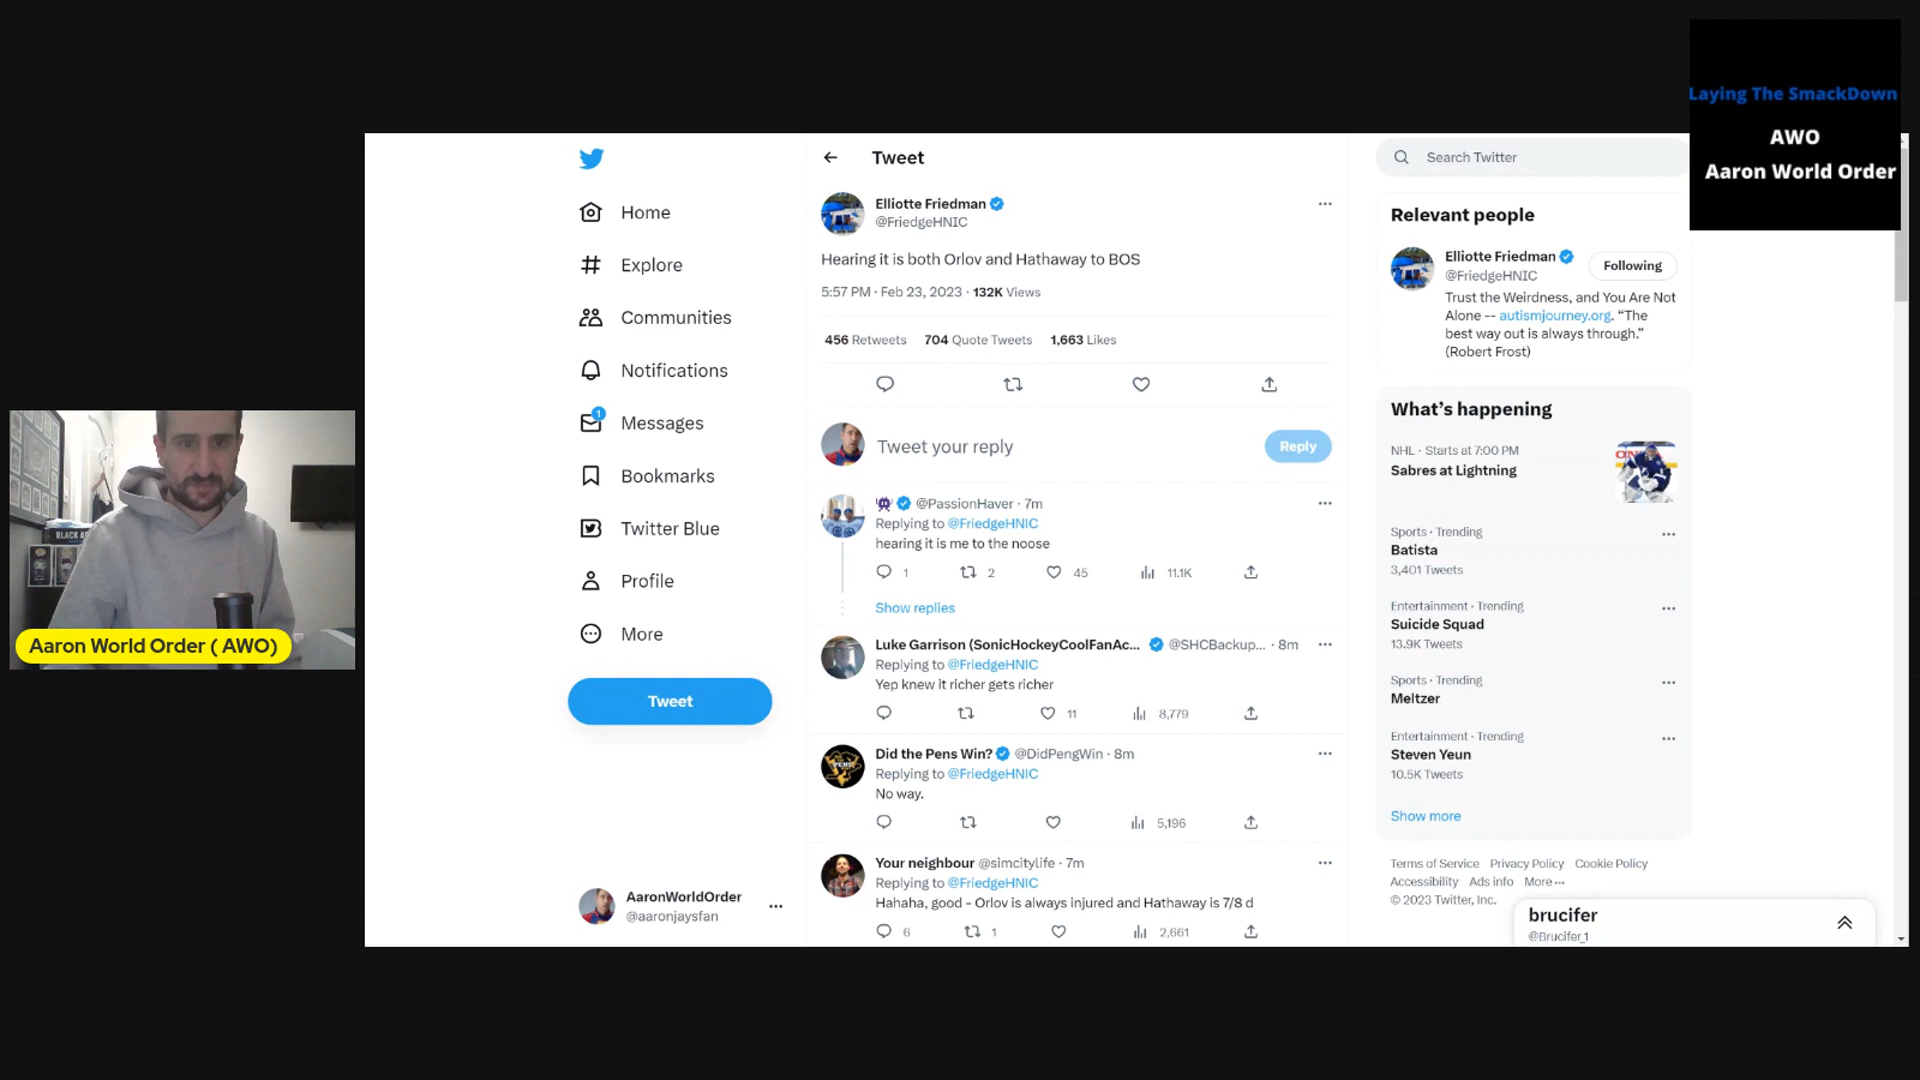 Laying The SmackDown
AWO
Aaron World Order
BLACK A
Aaron World Order ( AWO)
Home
Explore
Communities
Notifications
1
Messages
Bookmarks
Twitter Blue
Profile
More
Tweet
AaronWorldOrder
@aaronjaysfan
Tweet
Elliotte Friedman
@FriedgeHNIC
Hearing it is both Orlov and Hathaway to BOS
5:57 PM · Feb 23, 2023 · 132K Views
456 Retweets 704 Quote Tweets 1,663 Likes
Tweet your reply
Reply
@PassionHaver · 7m
Replying to @FriedgeHNIC
hearing it is me to the noose
1 2 45 11.1K
Show replies
Luke Garrison (SonicHockeyCoolFanAc... @SHCBackup... · 8m
Replying to @FriedgeHNIC
Yep knew it richer gets richer
11 8,779
Did the Pens Win? @DidPengWin · 8m
Replying to @FriedgeHNIC
No way.
5,196
Your neighbour @simcitylife · 7m
Replying to @FriedgeHNIC
Hahaha, good - Orlov is always injured and Hathaway is 7/8 d
6 1 2,661
Search Twitter
Relevant people
Elliotte Friedman
@FriedgeHNIC
Following
Trust the Weirdness, and You Are Not
Alone -- autismjourney.org. “The
best way out is always through.”
(Robert Frost)
What’s happening
NHL · Starts at 7:00 PM
Sabres at Lightning
Sports · Trending
Batista
3,401 Tweets
Entertainment · Trending
Suicide Squad
13.9K Tweets
Sports · Trending
Meltzer
Entertainment · Trending
Steven Yeun
10.5K Tweets
Show more
Terms of Service Privacy Policy Cookie Policy
Accessibility Ads info More ···
© 2023 Twitter, Inc.
brucifer
@Brucifer_1